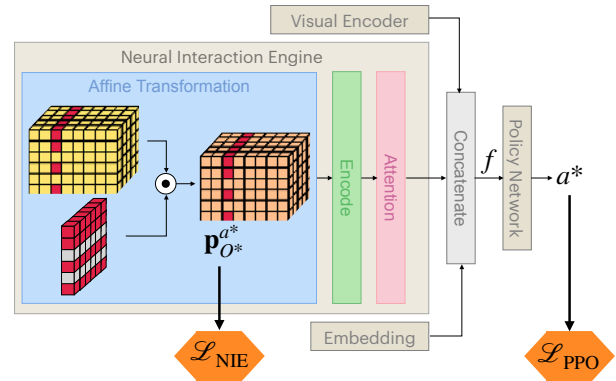 Visual Encoder
Neural Interaction Engine
Affine Transformation
Encode
Attention
Concatenate
f
Policy Network
a*
𝐩_{O*}^{a*}
Embedding
ℒ_NIE
ℒ_PPO